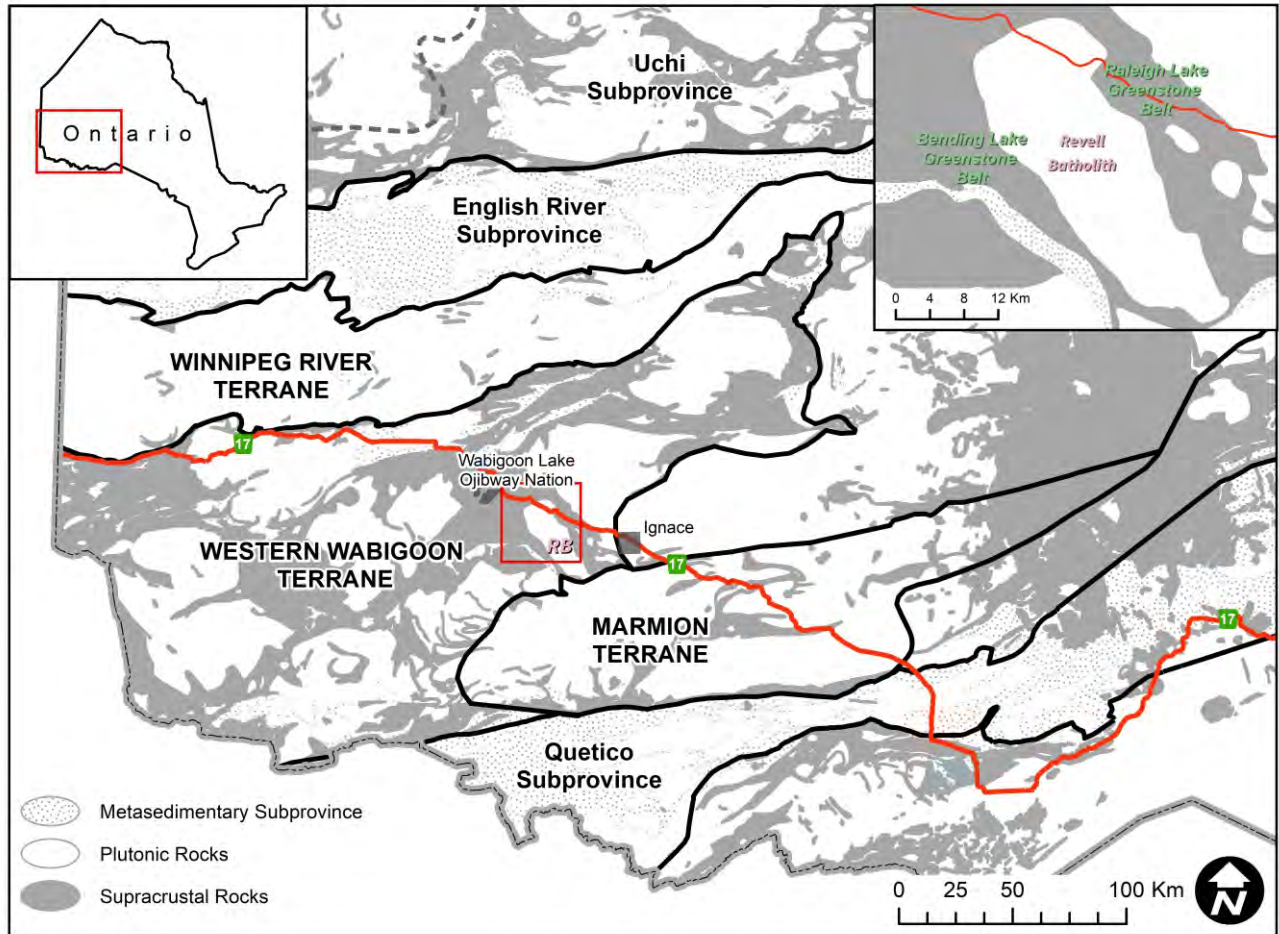 Ontario
Uchi
Subprovince
Raleigh Lake
Greenstone
Belt
Bending Lake
Greenstone
Belt
Revell
Batholith
0 4 8 12 Km
English River
Subprovince
WINNIPEG RIVER
TERRANE
17
Wabigoon Lake
Ojibway Nation
Ignace
RB
WESTERN WABIGOON
TERRANE
17
MARMION
TERRANE
17
Quetico
Subprovince
Metasedimentary Subprovince
Plutonic Rocks
Supracrustal Rocks
0 25 50 100 Km
N